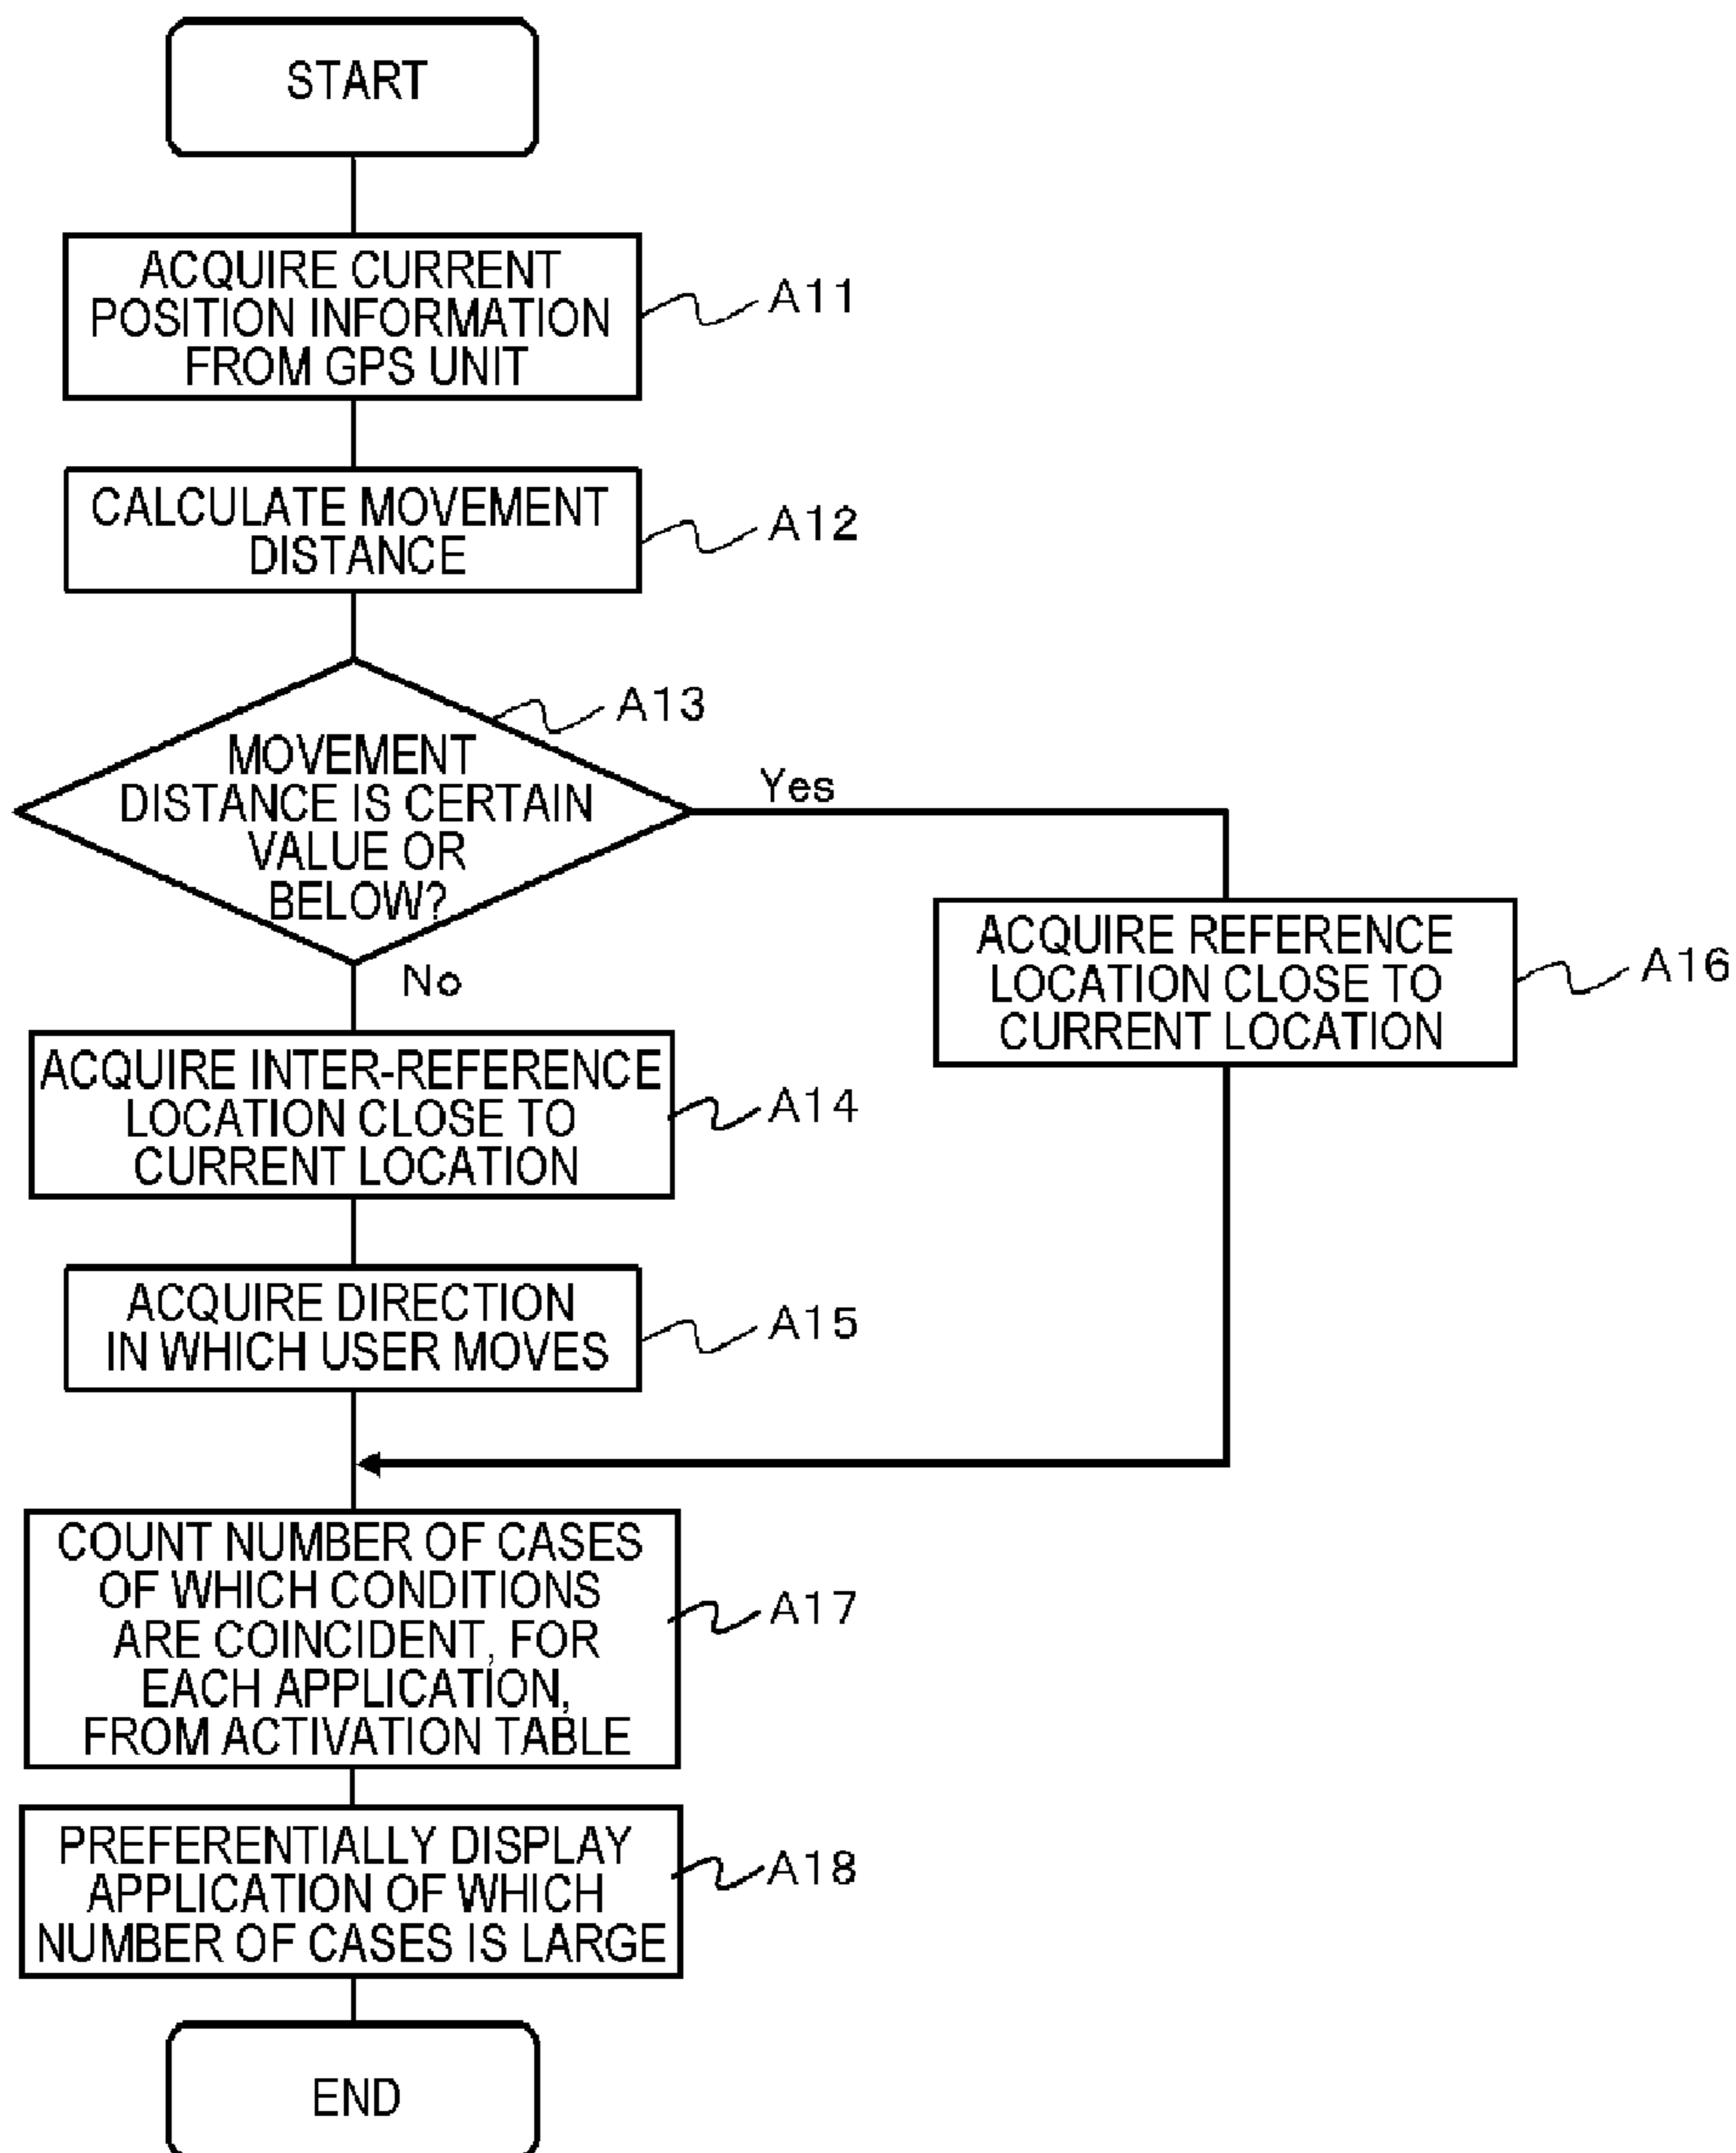 START
ACQUIRE CURRENT
POSITION INFORMATION
FROM GPS UNIT
A11
CALCULATE MOVEMENT
DISTANCE
A12
A13
MOVEMENT
DISTANCE IS CERTAIN
VALUE OR
BELOW?
Yes
No
ACQUIRE REFERENCE
LOCATION CLOSE TO
CURRENT LOCATION
A16
ACQUIRE INTER-REFERENCE
LOCATION CLOSE TO
CURRENT LOCATION
A14
ACQUIRE DIRECTION
IN WHICH USER MOVES
A15
COUNT NUMBER OF CASES
OF WHICH CONDITIONS
ARE COINCIDENT, FOR
EACH APPLICATION,
FROM ACTIVATION TABLE
A17
PREFERENTIALLY DISPLAY
APPLICATION OF WHICH
NUMBER OF CASES IS LARGE
A18
END